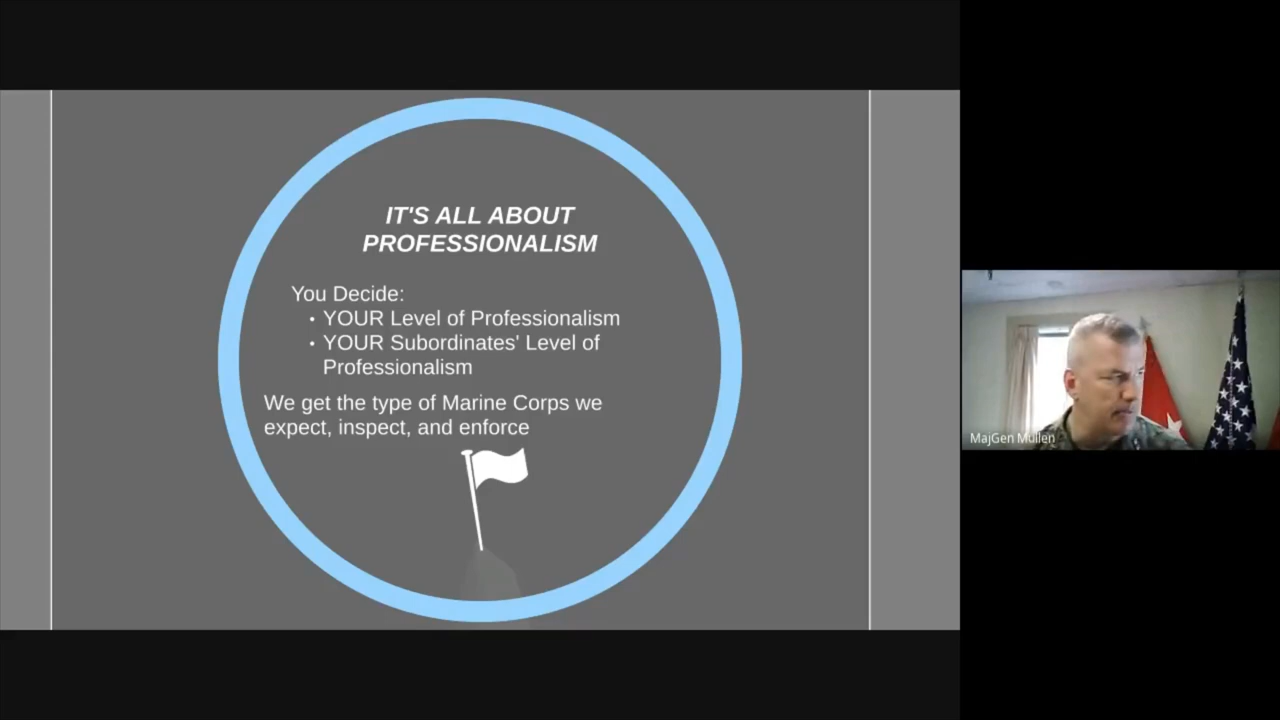 IT'S ALL ABOUT
PROFESSIONALISM
You Decide:
• YOUR Level of Professionalism
• YOUR Subordinates' Level of
Professionalism
We get the type of Marine Corps we
expect, inspect, and enforce
MajGen Mullen